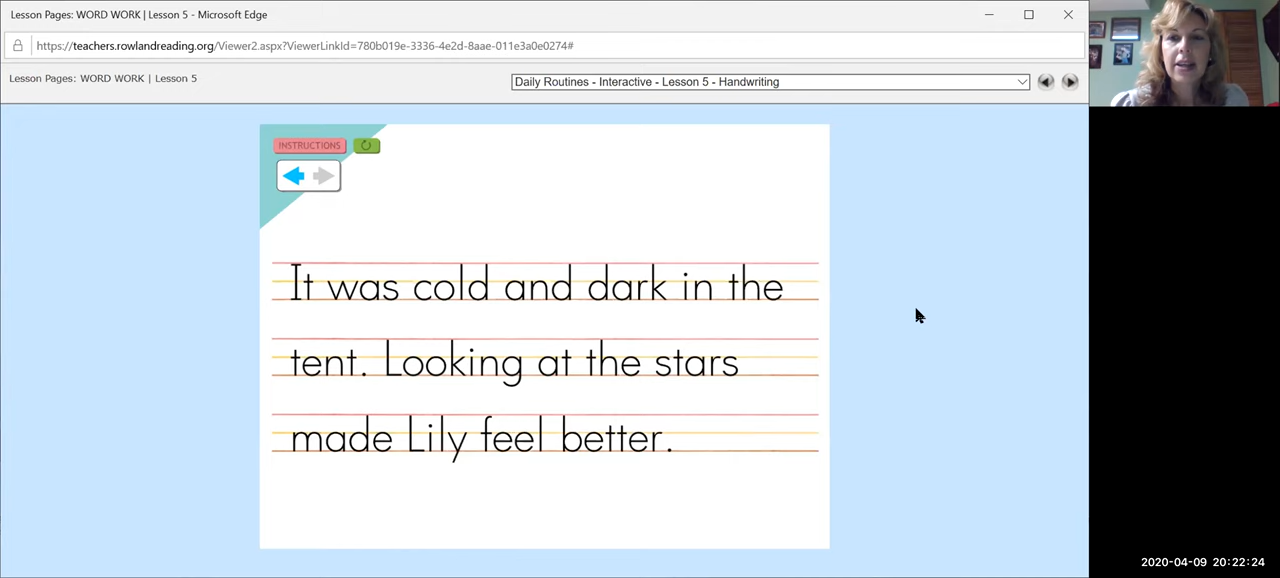 Lesson Pages: WORD WORK | Lesson 5 - Microsoft Edge
https://teachers.rowlandreading.org/Viewer2.aspx?ViewerLinkId=780b019e-3336-4e2d-8aae-011e3a0e0274#
Lesson Pages: WORD WORK | Lesson 5
Daily Routines - Interactive - Lesson 5 - Handwriting
INSTRUCTIONS
It was cold and dark in the
tent. Looking at the stars
made Lily feel better.
2020-04-09 20:22:24